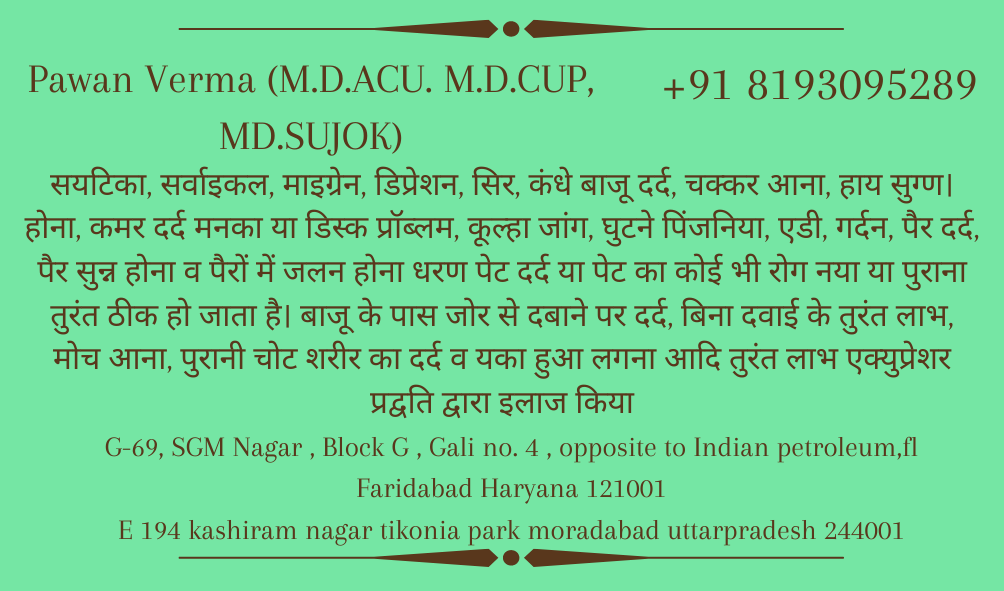 Pawan Verma (M.D.ACU. M.D.CUP, MD.SUJOK)
+91 8193095289
सयटिका, सर्वाइकल, माइग्रेन, डिप्रेशन, सिर, कंधे बाजू दर्द, चक्कर आना, हाय सुग्ण।
होना, कमर दर्द मनका या डिस्क प्रॉब्लम, कूल्हा जांग, घुटने पिंजनिया, एडी, गर्दन, पैर दर्द,
पैर सुन्न होना व पैरों में जलन होना धरण पेट दर्द या पेट का कोई भी रोग नया या पुराना
तुरंत ठीक हो जाता है। बाजू के पास जोर से दबाने पर दर्द, बिना दवाई के तुरंत लाभ,
मोच आना, पुरानी चोट शरीर का दर्द व यका हुआ लगना आदि तुरंत लाभ एक्युप्रेशर
प्रद्वति द्वारा इलाज किया
G-69, SGM Nagar , Block G , Gali no. 4 , opposite to Indian petroleum,fl
Faridabad Haryana 121001
E 194 kashiram nagar tikonia park moradabad uttarpradesh 244001